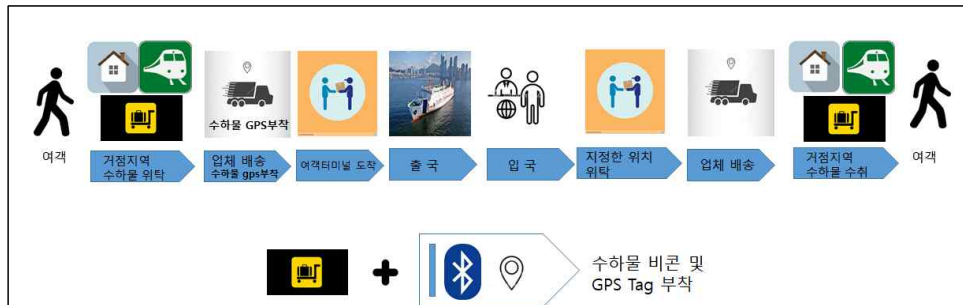 수하물 GPS부착
여객
거점지역
수하물 위탁
업체 배송
수하물 gps부착
여객터미널 도착
출 국
입 국
지정한 위치
위탁
업체 배송
거점지역
수하물 수취
여객
수하물 비콘 및
GPS Tag 부착